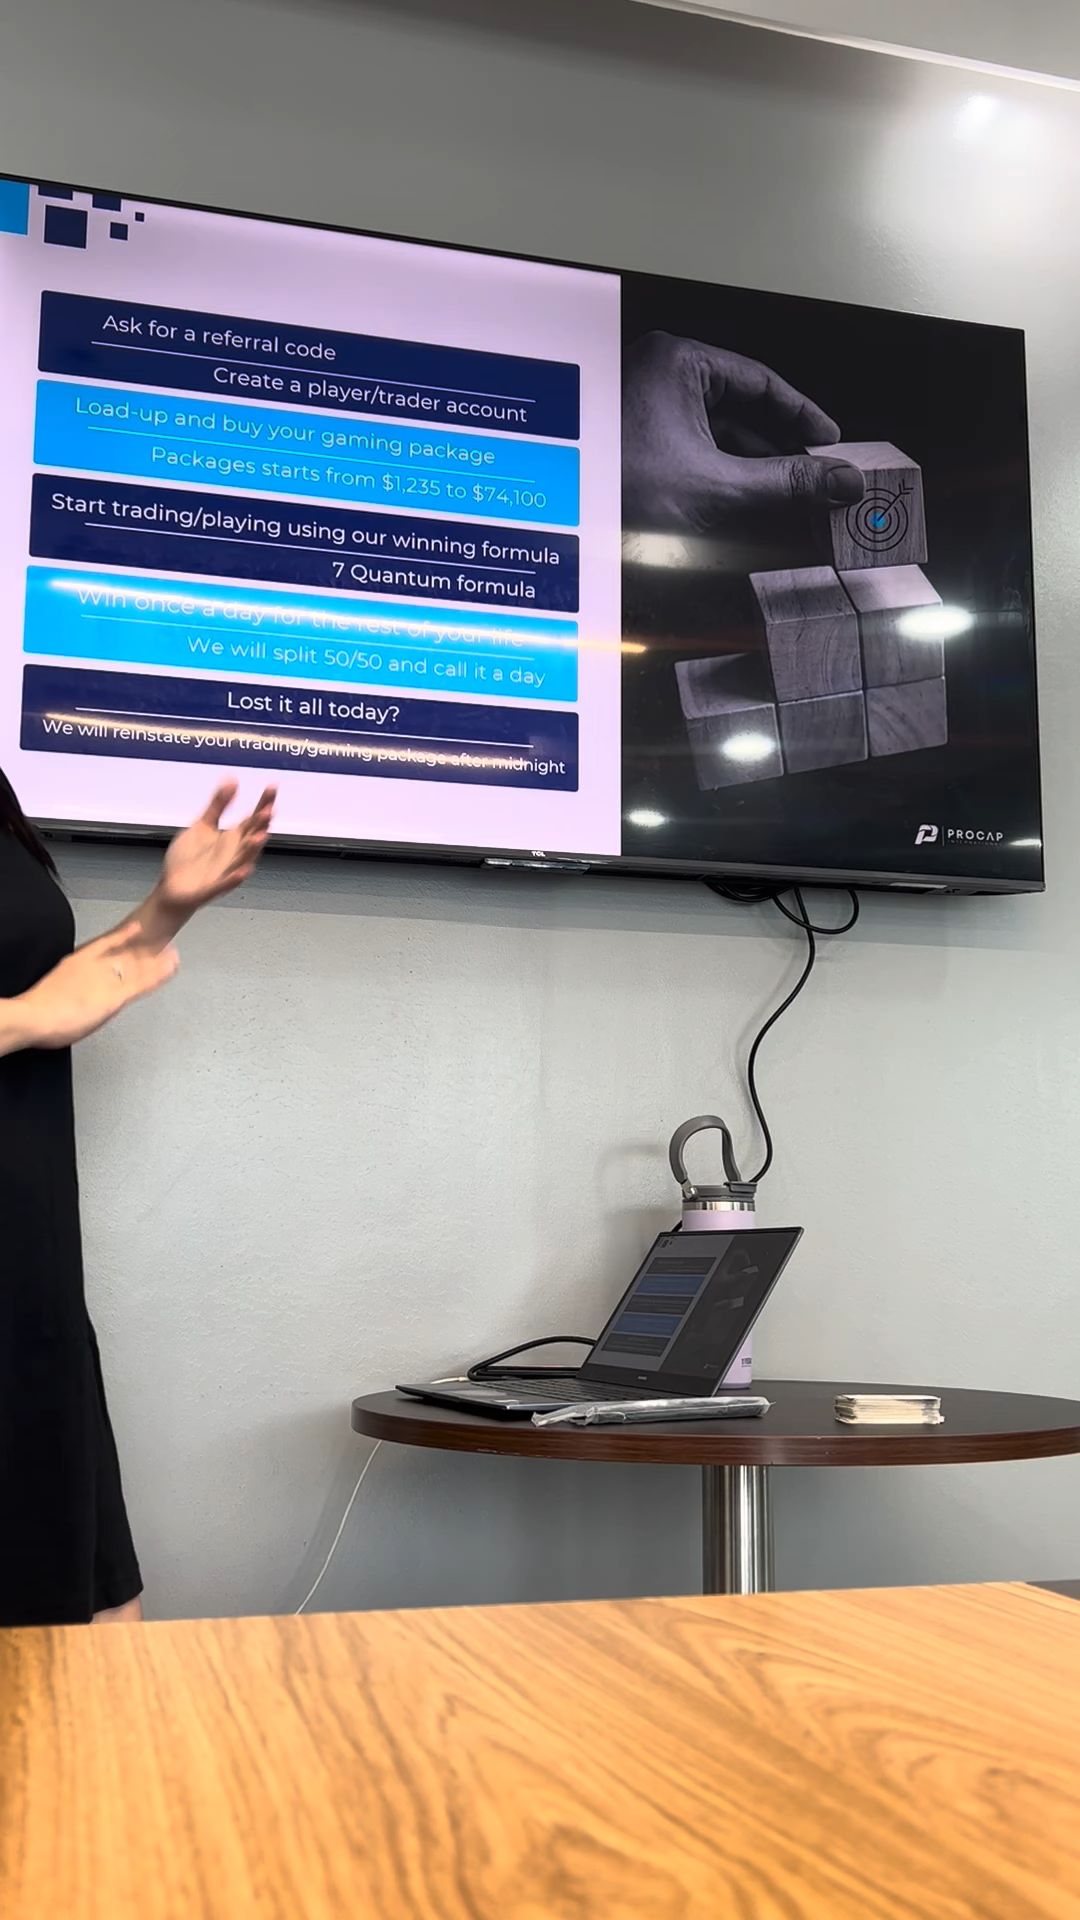 Ask for a referral code
Create a player/trader account
Load-up and buy your gaming package
Packages starts from $1,235 to $74,100
Start trading/playing using our winning formula
7 Quantum formula
Win once a day for the rest of your life
We will split 50/50 and call it a day
Lost it all today?
We will reinstate your trading/gaming package after midnight
PROCAP
INTERNATIONAL
TCL